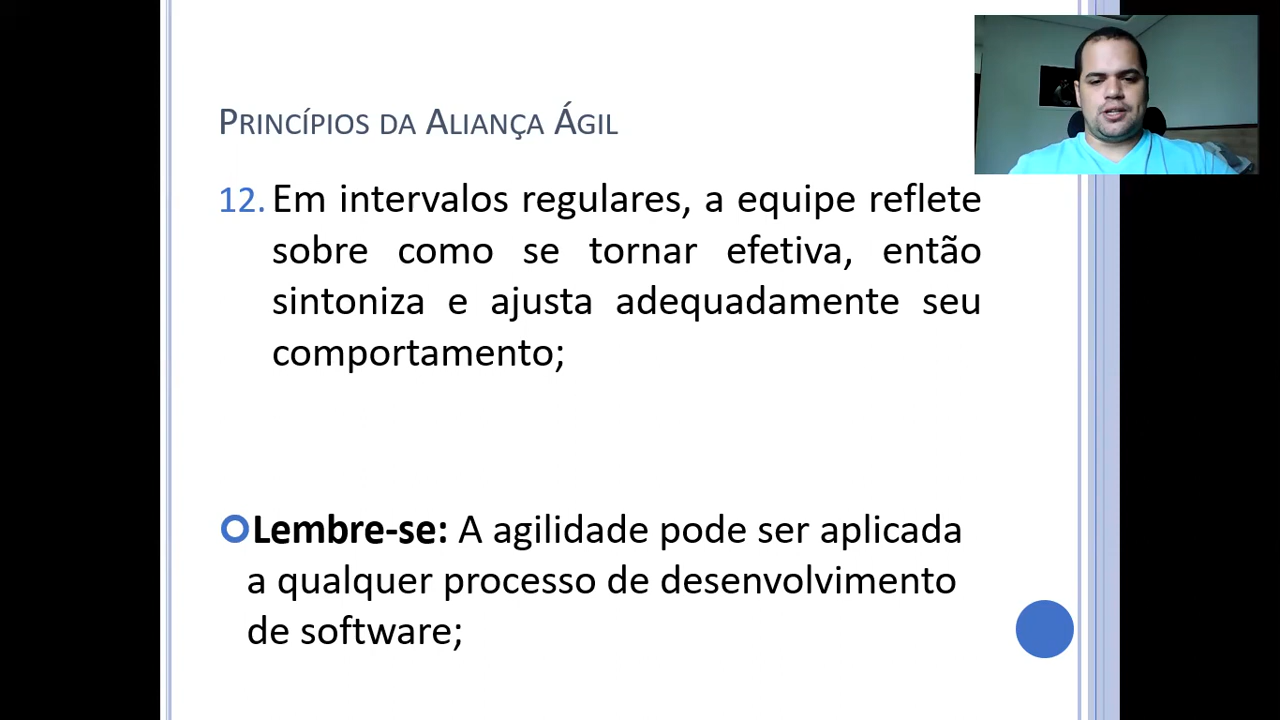 Princípios da Aliança Ágil
12. Em intervalos regulares, a equipe reflete
sobre como se tornar efetiva, então
sintoniza e ajusta adequadamente seu
comportamento;
Lembre-se: A agilidade pode ser aplicada
a qualquer processo de desenvolvimento
de software;